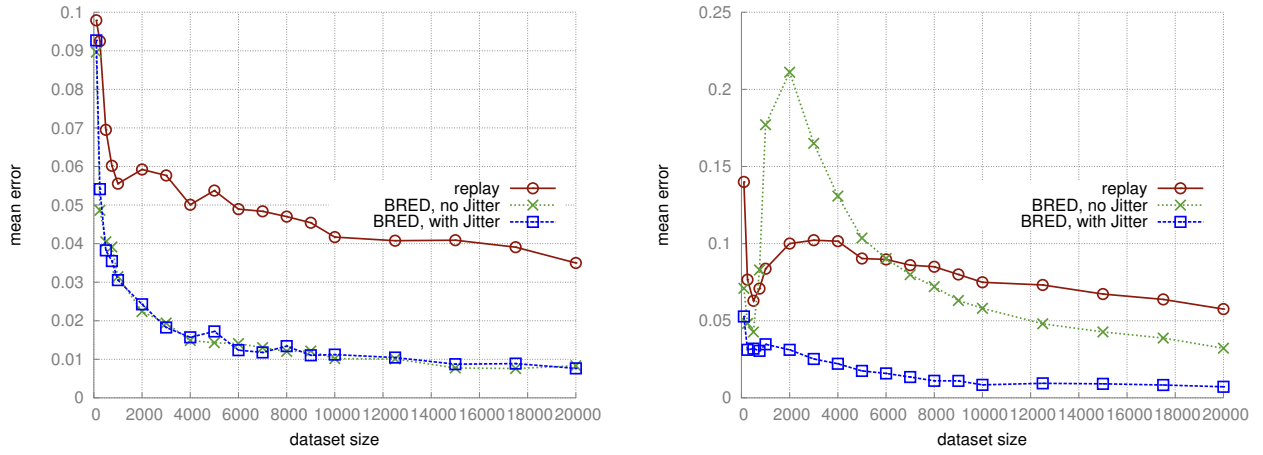 0.1
0.09
0.08
0.07
0.06
0.05
0.04
0.03
0.02
0.01
0
mean error
replay
BRED, no Jitter
BRED, with Jitter
0 2000 4000 6000 8000 10000 12000 14000 16000 18000 20000
dataset size
0.25
0.2
0.15
0.1
0.05
0
mean error
replay
BRED, no Jitter
BRED, with Jitter
0 2000 4000 6000 8000 10000 12000 14000 16000 18000 20000
dataset size